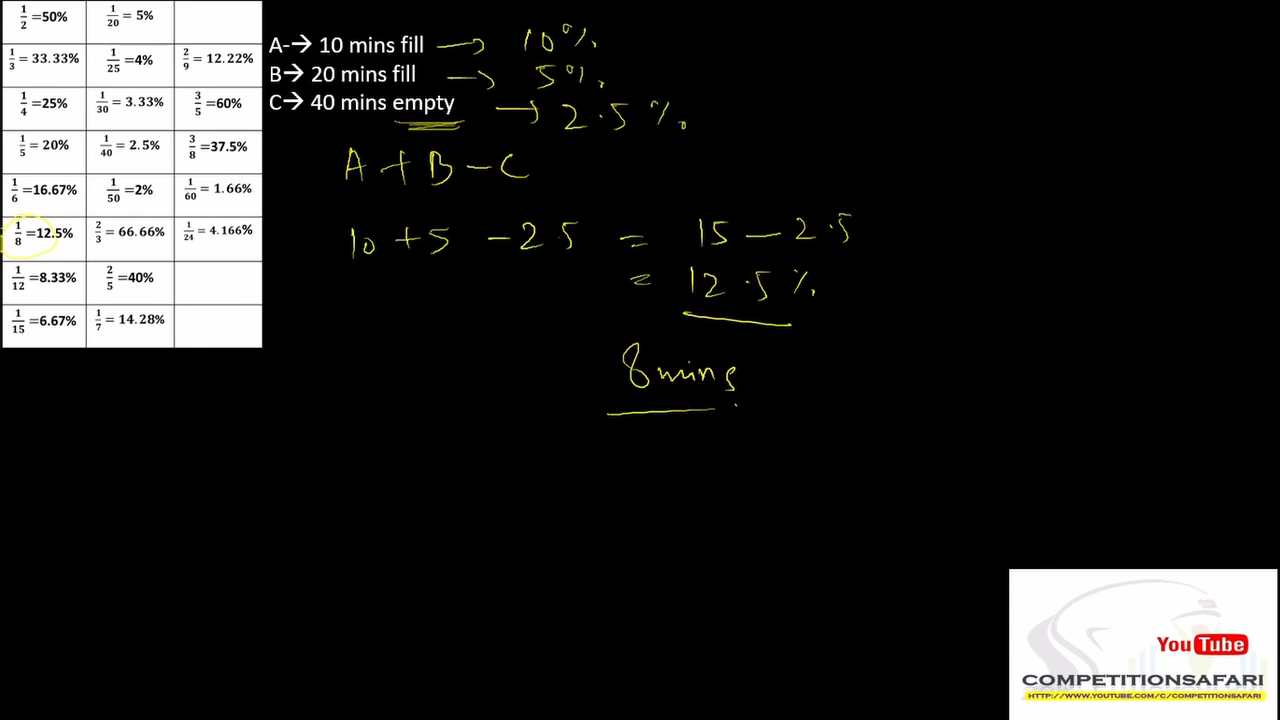 1/2 =50% 1/20 = 5%
1/3 = 33.33% 1/25 =4% 2/9 = 12.22%
1/4 =25% 1/30 = 3.33% 3/5 =60%
1/5 = 20% 1/40 = 2.5% 3/8 =37.5%
1/6 =16.67% 1/50 =2% 1/60 = 1.66%
1/8 =12.5% 2/3 = 66.66% 1/24 = 4.166%
1/12 =8.33% 2/5 =40%
1/15 =6.67% 1/7 = 14.28%
A-→ 10 mins fill → 10%
B→ 20 mins fill → 5%
C→ 40 mins empty → 2.5%
A + B - C
10 + 5 - 2.5 = 15 - 2.5
= 12.5%
8 mins
YouTube
COMPETITIONSAFARI
HTTP://WWW.YOUTUBE.COM/C/COMPETITIONSAFARI